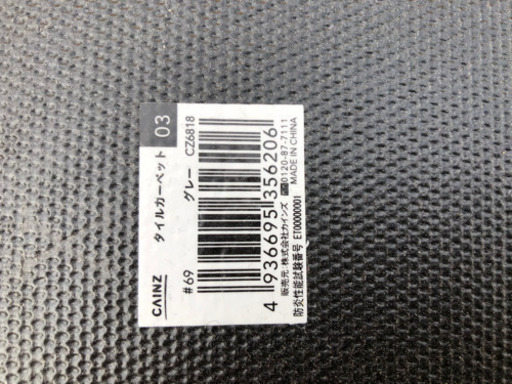 CAINZ タイルカーペット 03
#69 グレー CZ6818
4 936695 356206
販売元:株式会社カインズ 0120-87-7111
防炎性能試験番号 ET00000001 MADE IN CHINA